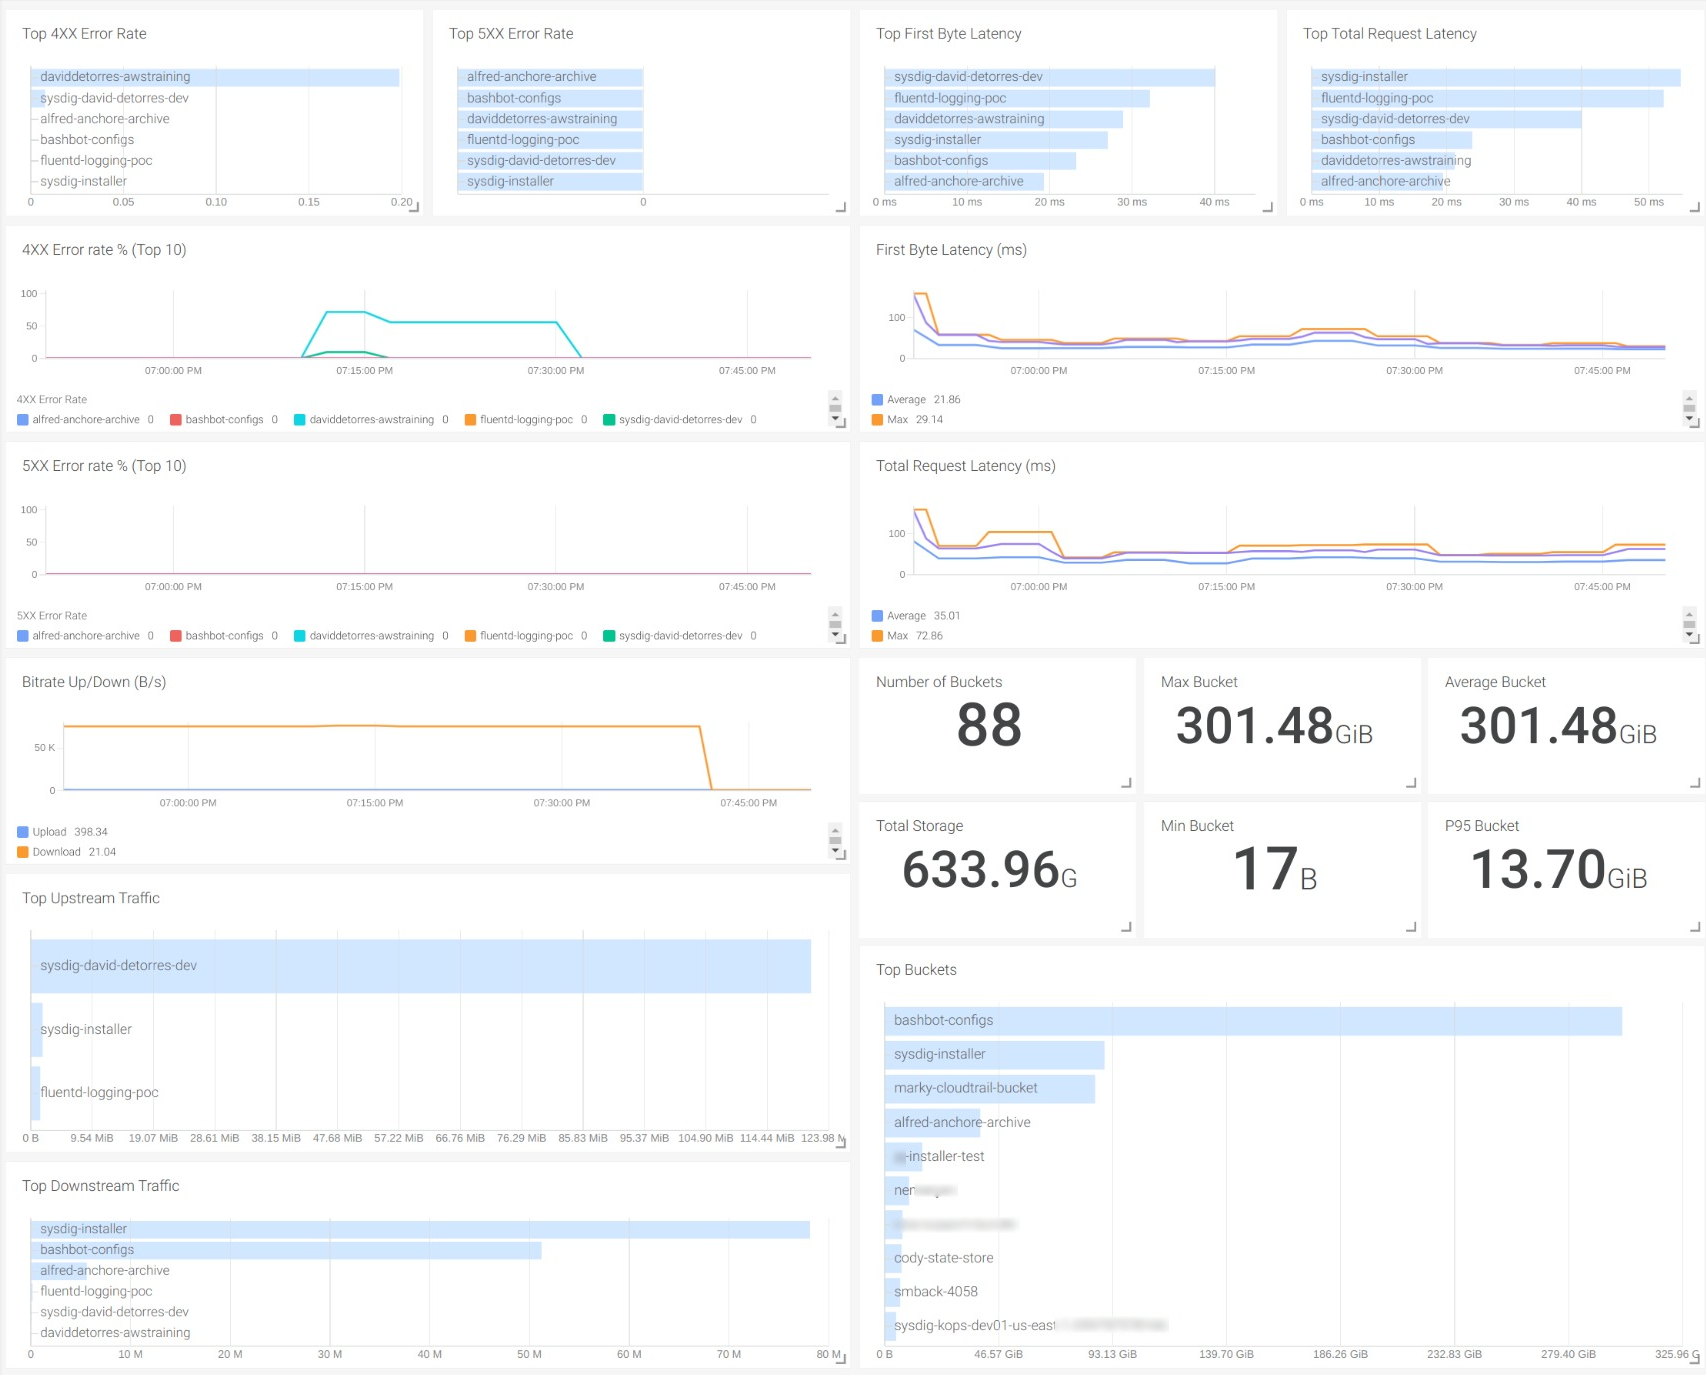 Top 4XX Error Rate
daviddetorres-awstraining
sysdig-david-detorres-dev
alfred-anchore-archive
bashbot-configs
fluentd-logging-poc
sysdig-installer
0 0.05 0.10 0.15 0.20
Top 5XX Error Rate
alfred-anchore-archive
bashbot-configs
daviddetorres-awstraining
fluentd-logging-poc
sysdig-david-detorres-dev
sysdig-installer
0
Top First Byte Latency
sysdig-david-detorres-dev
fluentd-logging-poc
daviddetorres-awstraining
sysdig-installer
bashbot-configs
alfred-anchore-archive
0 ms 10 ms 20 ms 30 ms 40 ms
Top Total Request Latency
sysdig-installer
fluentd-logging-poc
sysdig-david-detorres-dev
bashbot-configs
daviddetorres-awstraining
alfred-anchore-archive
0 ms 10 ms 20 ms 30 ms 40 ms 50 ms
4XX Error rate % (Top 10)
100
50
0
07:00:00 PM 07:15:00 PM 07:30:00 PM 07:45:00 PM
4XX Error Rate
alfred-anchore-archive 0 bashbot-configs 0 daviddetorres-awstraining 0 fluentd-logging-poc 0 sysdig-david-detorres-dev 0
First Byte Latency (ms)
100
0
07:00:00 PM 07:15:00 PM 07:30:00 PM 07:45:00 PM
Average 21.86
Max 29.14
5XX Error rate % (Top 10)
100
50
0
07:00:00 PM 07:15:00 PM 07:30:00 PM 07:45:00 PM
5XX Error Rate
alfred-anchore-archive 0 bashbot-configs 0 daviddetorres-awstraining 0 fluentd-logging-poc 0 sysdig-david-detorres-dev 0
Total Request Latency (ms)
100
0
07:00:00 PM 07:15:00 PM 07:30:00 PM 07:45:00 PM
Average 35.01
Max 72.86
Bitrate Up/Down (B/s)
50 K
0
07:00:00 PM 07:15:00 PM 07:30:00 PM 07:45:00 PM
Upload 398.34
Download 21.04
Number of Buckets
88
Max Bucket
301.48GiB
Average Bucket
301.48GiB
Total Storage
633.96G
Min Bucket
17B
P95 Bucket
13.70GiB
Top Upstream Traffic
sysdig-david-detorres-dev
sysdig-installer
fluentd-logging-poc
0 B 9.54 MiB 19.07 MiB 28.61 MiB 38.15 MiB 47.68 MiB 57.22 MiB 66.76 MiB 76.29 MiB 85.83 MiB 95.37 MiB 104.90 MiB 114.44 MiB 123.98 M
Top Downstream Traffic
sysdig-installer
bashbot-configs
alfred-anchore-archive
fluentd-logging-poc
sysdig-david-detorres-dev
daviddetorres-awstraining
0 10 M 20 M 30 M 40 M 50 M 60 M 70 M 80 M
Top Buckets
bashbot-configs
sysdig-installer
marky-cloudtrail-bucket
alfred-anchore-archive
-installer-test
cody-state-store
smback-4058
sysdig-kops-dev01-us-east
0 B 46.57 GiB 93.13 GiB 139.70 GiB 186.26 GiB 232.83 GiB 279.40 GiB 325.96 G